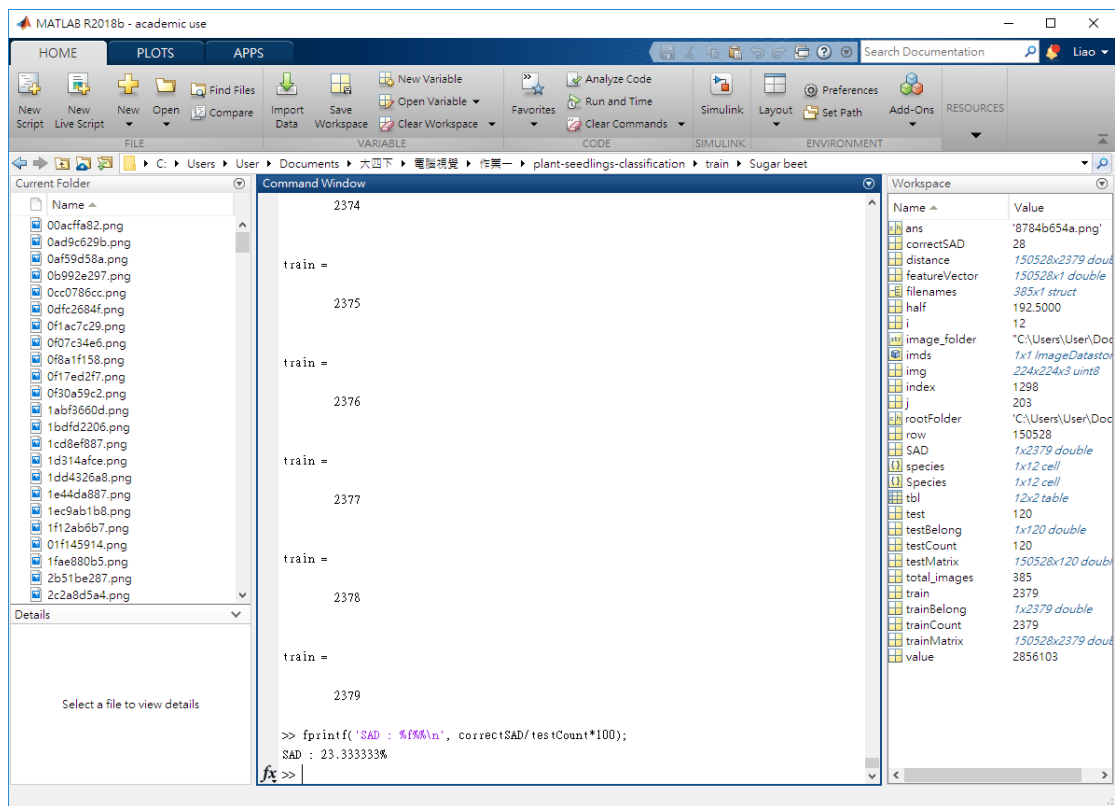 MATLAB R2018b - academic use
HOME PLOTS APPS
Search Documentation
Liao
New Script
New Live Script
New
Open
Find Files
Compare
FILE
Import Data
Save Workspace
New Variable
Open Variable
Clear Workspace
VARIABLE
Favorites
Analyze Code
Run and Time
Clear Commands
CODE
Simulink
SIMULINK
Layout
Preferences
Set Path
Add-Ons
ENVIRONMENT
RESOURCES
C: ▸ Users ▸ User ▸ Documents ▸ 大四下 ▸ 電腦視覺 ▸ 作業一 ▸ plant-seedlings-classification ▸ train ▸ Sugar beet
Current Folder
Name
00acffa82.png
0ad9c629b.png
0af59d58a.png
0b992e297.png
0cc0786cc.png
0dfc2684f.png
0f1ac7c29.png
0f07c34e6.png
0f8a1f158.png
0f17ed2f7.png
0f30a59c2.png
1abf3660d.png
1bdfd2206.png
1cd8ef887.png
1d314afce.png
1dd4326a8.png
1e44da887.png
1ec9ab1b8.png
1f12ab6b7.png
01f145914.png
1fae880b5.png
2b51be287.png
2c2a8d5a4.png
Details
Select a file to view details
Command Window
2374
train =
2375
train =
2376
train =
2377
train =
2378
train =
2379
>> fprintf('SAD : %f%%\n', correctSAD/testCount*100);
SAD : 23.333333%
fx >>
Workspace
Name Value
ans '8784b654a.png'
correctSAD 28
distance 150528x2379 doubl
featureVector 150528x1 double
filenames 385x1 struct
half 192.5000
i 12
image_folder "C:\Users\User\Doc
imds 1x1 ImageDatastor
img 224x224x3 uint8
index 1298
j 203
rootFolder 'C:\Users\User\Doc
row 150528
SAD 1x2379 double
species 1x12 cell
Species 1x12 cell
tbl 12x2 table
test 120
testBelong 1x120 double
testCount 120
testMatrix 150528x120 doubl
total_images 385
train 2379
trainBelong 1x2379 double
trainCount 2379
trainMatrix 150528x2379 doubl
value 2856103